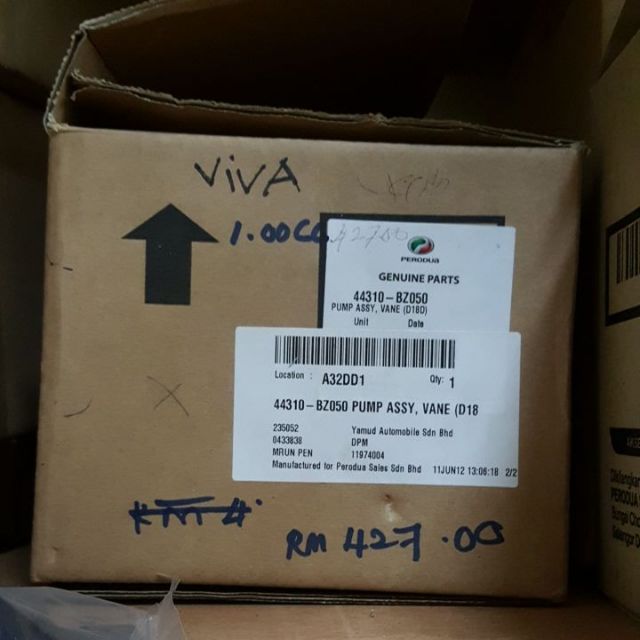 VIVA
1.00CC
PERODUA
GENUINE PARTS
44310-BZ050
PUMP ASSY, VANE (D18D)
Unit Date
Location : A32DD1 Qty: 1
44310-BZ050 PUMP ASSY, VANE (D18
235052 Yamud Automobile Sdn Bhd
0433838 DPM
MRUN PEN 11974004
Manufactured for Perodua Sales Sdn Bhd 11JUN12 13:06:18 2/2
RM 427.00
PERODUA